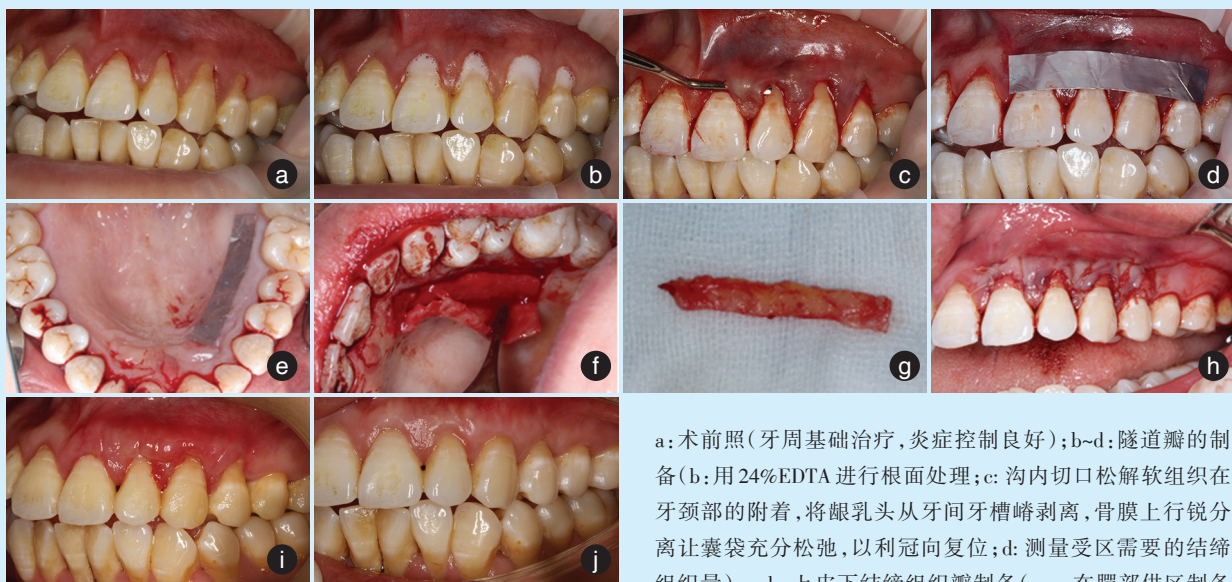 a
b
c
d
e
f
g
h
i
j
a:术前照(牙周基础治疗,炎症控制良好);b~d:隧道瓣的制
备(b:用24%EDTA进行根面处理;c: 沟内切口松解软组织在
牙颈部的附着,将龈乳头从牙间牙槽嵴剥离,骨膜上行锐分
离让囊袋充分松弛,以利冠向复位;d: 测量受区需要的结缔